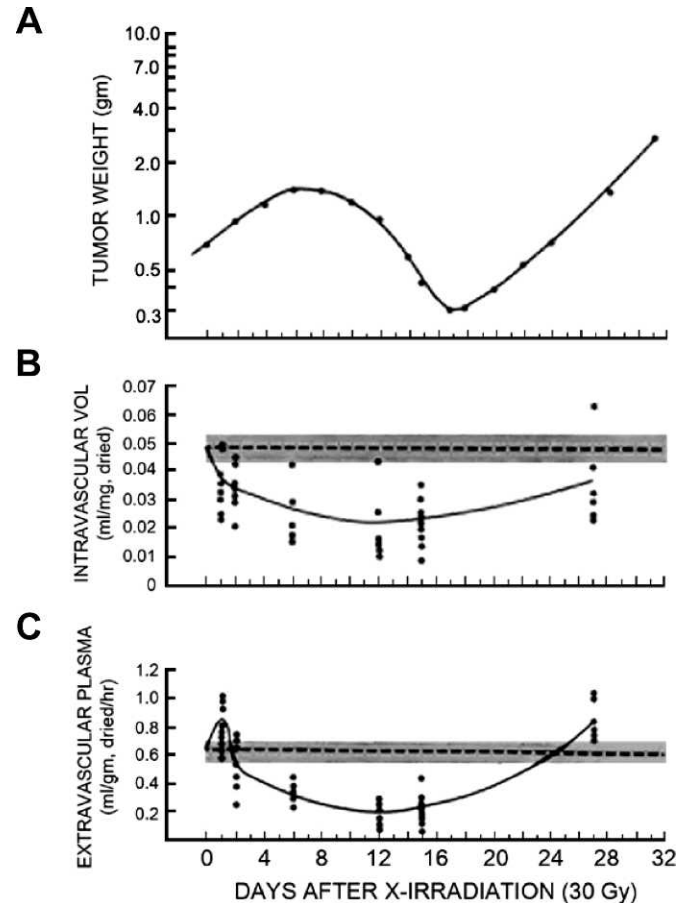 A
TUMOR WEIGHT (gm)
10.0
7.0
4.0
2.0
1.0
0.5
0.3
B
INTRAVASCULAR VOL
(ml/mg, dried)
0.07
0.06
0.05
0.04
0.03
0.02
0.01
0
C
EXTRAVASCULAR PLASMA
(ml/gm, dried/hr)
1.2
1.0
0.8
0.6
0.4
0.2
0 4 8 12 16 20 24 28 32
DAYS AFTER X-IRRADIATION (30 Gy)